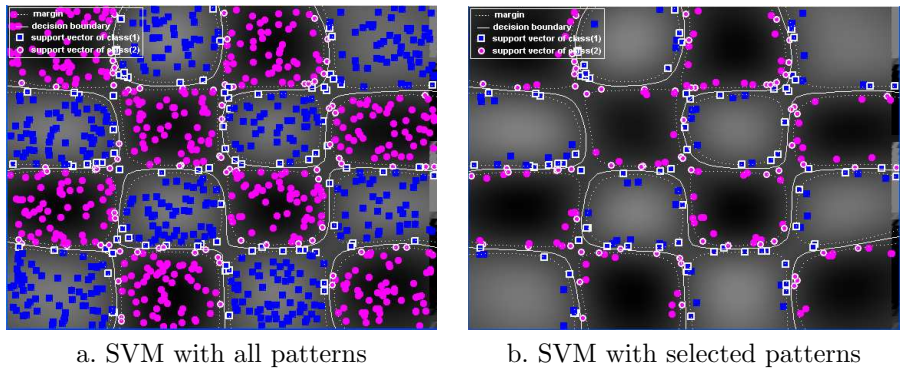 margin
decision boundary
support vector of class(1)
support vector of class(2)
margin
decision boundary
support vector of class(1)
support vector of class(2)
a. SVM with all patterns
b. SVM with selected patterns